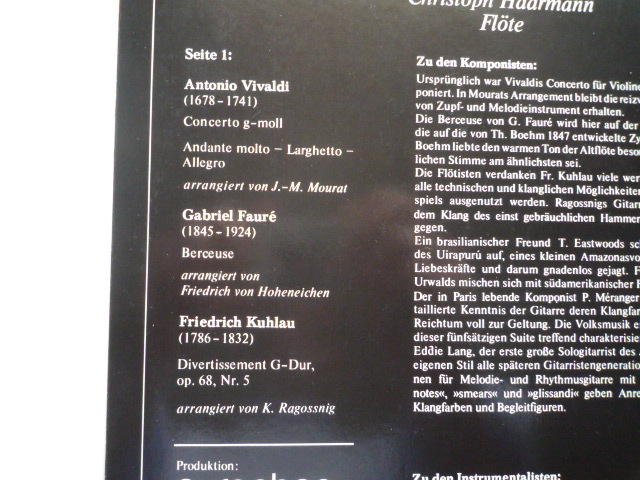 Christoph Haarmann
Flöte
Seite 1:
Antonio Vivaldi
(1678-1741)
Concerto g-moll
Andante molto – Larghetto –
Allegro
arrangiert von J.-M. Mourat
Gabriel Fauré
(1845-1924)
Berceuse
arrangiert von
Friedrich von Hoheneichen
Friedrich Kuhlau
(1786-1832)
Divertissement G-Dur,
op. 68, Nr. 5
arrangiert von K. Ragossnig
Produktion:
Zu den Komponisten:
Ursprünglich war Vivaldis Concerto für Violine
poniert. In Mourats Arrangement bleibt die reizv
von Zupf- und Melodieinstrument erhalten.
Die Berceuse von G. Fauré wird hier auf der
die auf die von Th. Boehm 1847 entwickelte Zy
Boehm liebte den warmen Ton der Altflöte beson
lichen Stimme am ähnlichsten sei.
Die Flötisten verdanken Fr. Kuhlau viele wer
alle technischen und klanglichen Möglichkeiten
spiels ausgenutzt werden. Ragossnigs Gitarr
dem Klang des einst gebräuchlichen Hammer
gegen.
Ein brasilianischer Freund T. Eastwoods sch
des Uirapurú auf, eines kleinen Amazonasvo
Liebeskräfte und darum gnadenlos gejagt. F
Urwalds mischen sich mit südamerikanischer F
Der in Paris lebende Komponist P. Méranger
taillierte Kenntnis der Gitarre deren Klangfar
Reichtum voll zur Geltung. Die Volksmusik e
dieser fünfsätzigen Suite treffend charakterisie
Eddie Lang, der erste große Sologitarrist des
eigenen Stil alle späteren Gitarristengeneration
nen für Melodie- und Rhythmusgitarre mit
notes«, »smears« und »glissandi« geben Anre
Klangfarben und Begleitfiguren.
Zu den Instrumentalisten: